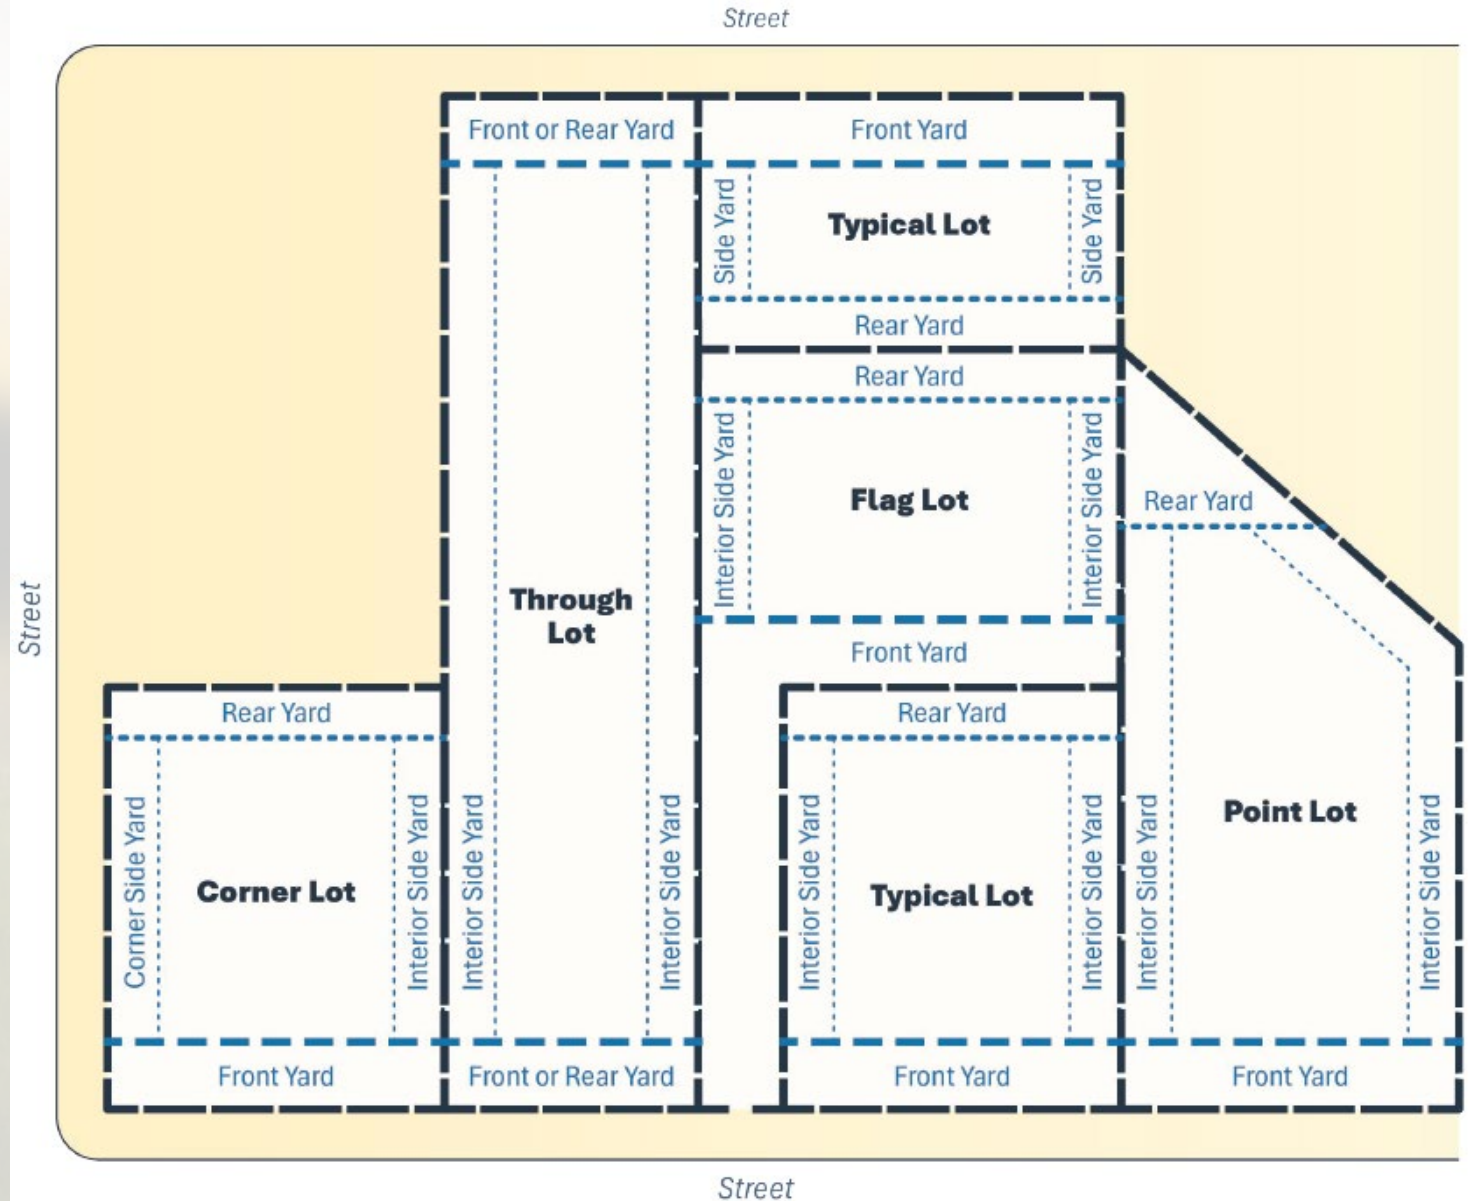 Street
Front or Rear Yard
Front Yard
Side Yard
Typical Lot
Side Yard
Rear Yard
Rear Yard
Interior Side Yard
Flag Lot
Interior Side Yard
Rear Yard
Street
Through
Lot
Front Yard
Rear Yard
Rear Yard
Corner Side Yard
Corner Lot
Interior Side Yard
Interior Side Yard
Interior Side Yard
Interior Side Yard
Typical Lot
Interior Side Yard
Interior Side Yard
Point Lot
Interior Side Yard
Front Yard
Front or Rear Yard
Front Yard
Front Yard
Street